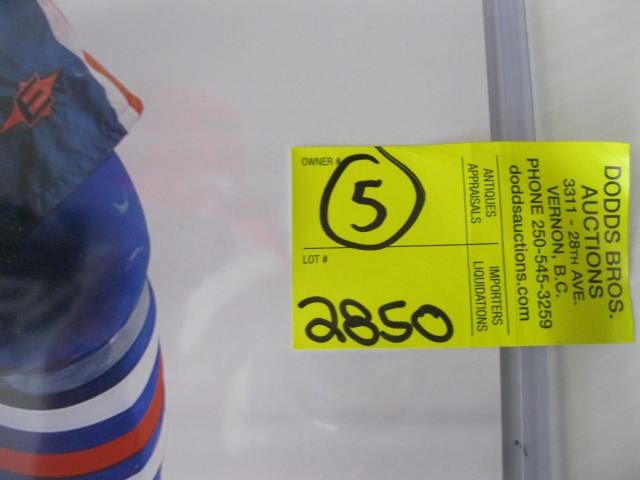 OWNER #
5
LOT #
2850
ANTIQUES
APPRAISALS
IMPORTERS
LIQUIDATIONS
DODDS BROS.
AUCTIONS
3311 - 28TH AVE.
VERNON, B.C.
PHONE 250-545-3259
doddsauctions.com